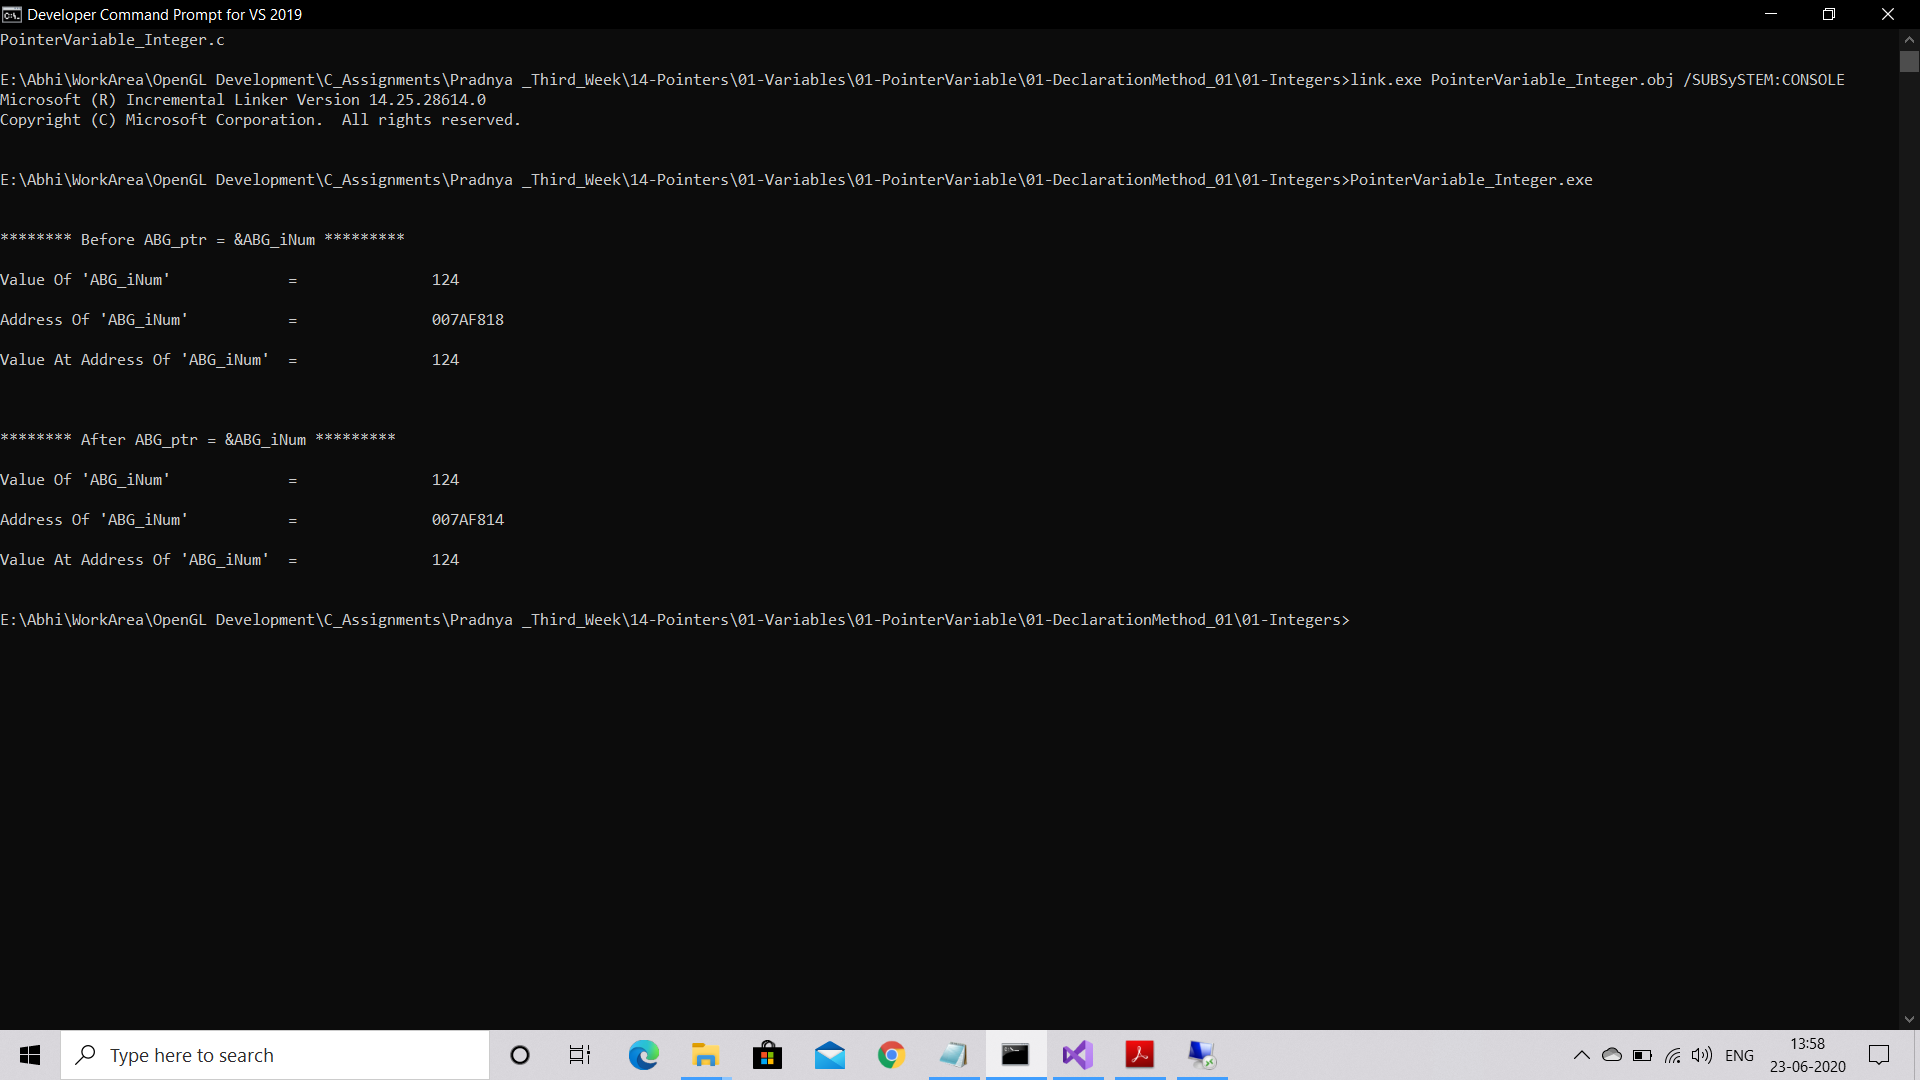 Developer Command Prompt for VS 2019
PointerVariable_Integer.c
E:\Abhi\WorkArea\OpenGL Development\C_Assignments\Pradnya _Third_Week\14-Pointers\01-Variables\01-PointerVariable\01-DeclarationMethod_01\01-Integers>link.exe PointerVariable_Integer.obj /SUBSySTEM:CONSOLE
Microsoft (R) Incremental Linker Version 14.25.28614.0
Copyright (C) Microsoft Corporation.  All rights reserved.
E:\Abhi\WorkArea\OpenGL Development\C_Assignments\Pradnya _Third_Week\14-Pointers\01-Variables\01-PointerVariable\01-DeclarationMethod_01\01-Integers>PointerVariable_Integer.exe
******** Before ABG_ptr = &ABG_iNum *********
Value Of 'ABG_iNum'             =               124
Address Of 'ABG_iNum'           =               007AF818
Value At Address Of 'ABG_iNum'  =               124
******** After ABG_ptr = &ABG_iNum *********
Value Of 'ABG_iNum'             =               124
Address Of 'ABG_iNum'           =               007AF814
Value At Address Of 'ABG_iNum'  =               124
E:\Abhi\WorkArea\OpenGL Development\C_Assignments\Pradnya _Third_Week\14-Pointers\01-Variables\01-PointerVariable\01-DeclarationMethod_01\01-Integers>
Type here to search
ENG
13:58
23-06-2020